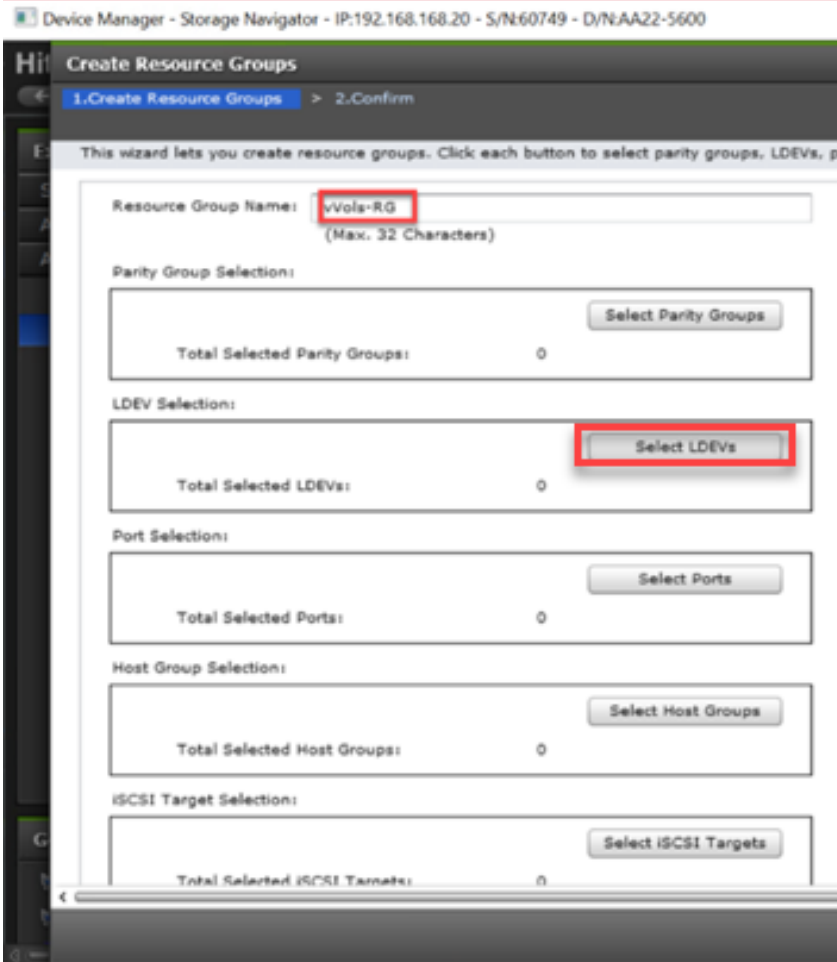 Device Manager - Storage Navigator - IP:192.168.168.20 - S/N:60749 - D/N:AA22-5600
Hit
Create Resource Groups
1.Create Resource Groups > 2.Confirm
This wizard lets you create resource groups. Click each button to select parity groups, LDEVs, p
Resource Group Name: vVols-RG
(Max. 32 Characters)
Parity Group Selection:
Select Parity Groups
Total Selected Parity Groups: 0
LDEV Selection:
Select LDEVs
Total Selected LDEVs: 0
Port Selection:
Select Ports
Total Selected Ports: 0
Host Group Selection:
Select Host Groups
Total Selected Host Groups: 0
iSCSI Target Selection:
Select iSCSI Targets
Total Selected iSCSI Targets: 0